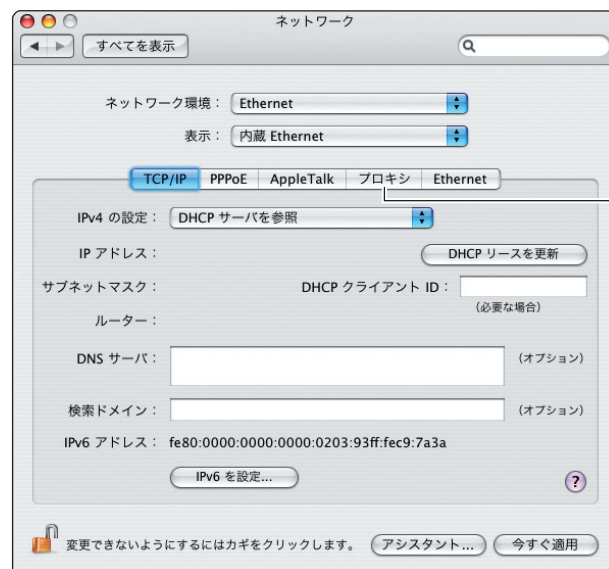 ネットワーク
すべてを表示
ネットワーク環境： Ethernet
表示： 内蔵 Ethernet
TCP/IP PPPoE AppleTalk プロキシ Ethernet
IPv4 の設定： DHCP サーバを参照
IP アドレス： DHCP リースを更新
サブネットマスク： DHCP クライアント ID：
(必要な場合)
ルーター：
DNS サーバ： (オプション)
検索ドメイン： (オプション)
IPv6 アドレス： fe80:0000:0000:0000:0203:93ff:fec9:7a3a
IPv6 を設定... ?
変更できないようにするにはカギをクリックします。 アシスタント... 今すぐ適用